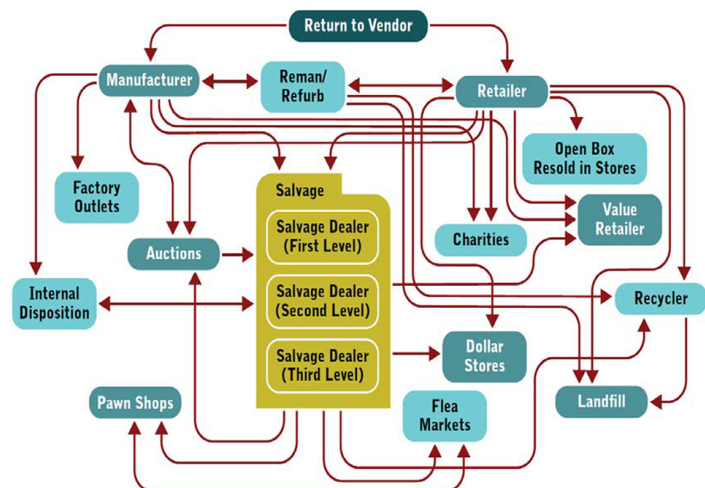 Return to Vendor
Manufacturer
Reman/
Refurb
Retailer
Open Box
Resold in Stores
Factory
Outlets
Salvage
Salvage Dealer
(First Level)
Charities
Value
Retailer
Auctions
Internal
Disposition
Salvage Dealer
(Second Level)
Recycler
Salvage Dealer
(Third Level)
Dollar
Stores
Pawn Shops
Flea
Markets
Landfill